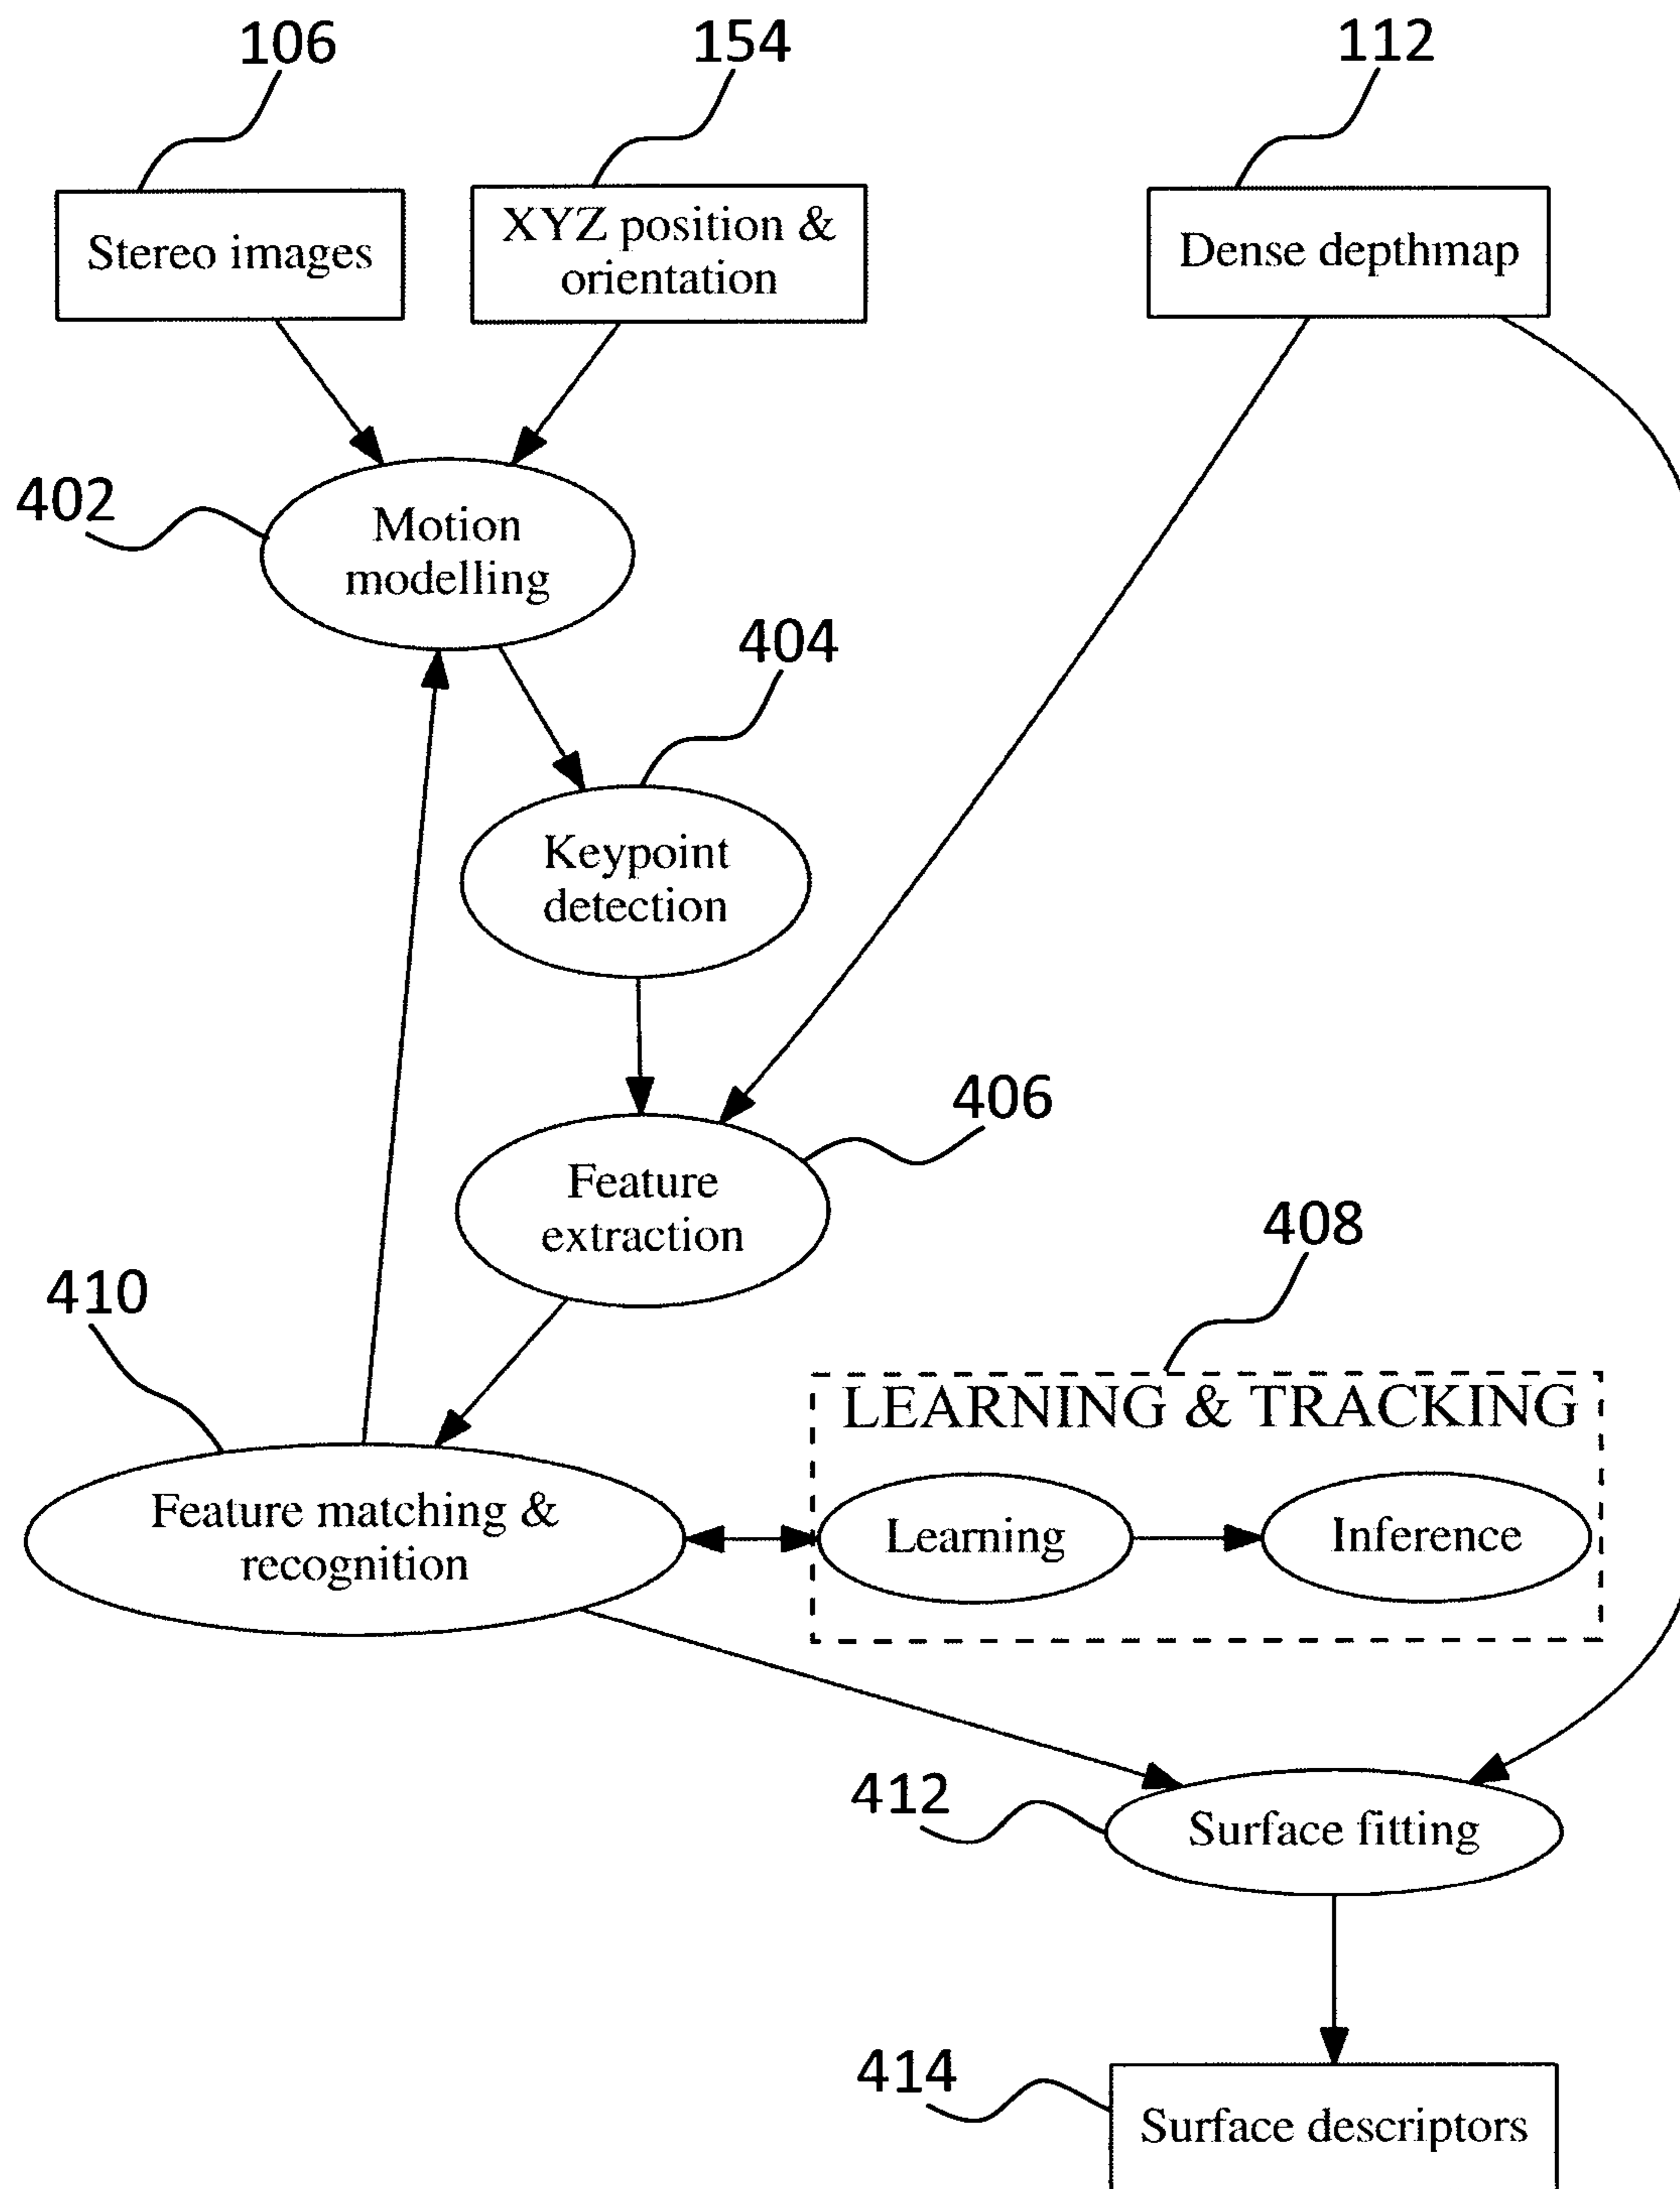 106
154
112
Stereo images
XYZ position &
orientation
Dense depthmap
402
Motion
modelling
404
Keypoint
detection
406
Feature
extraction
408
410
LEARNING & TRACKING
Feature matching &
recognition
Learning
Inference
412
Surface fitting
414
Surface descriptors